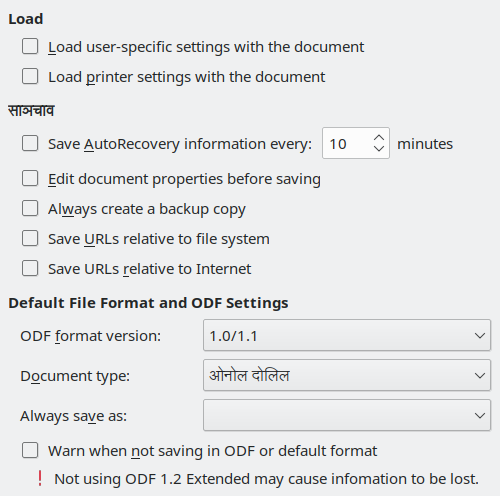 Load
Load user-specific settings with the document
Load printer settings with the document
साञचाव
Save AutoRecovery information every: 10 minutes
Edit document properties before saving
Always create a backup copy
Save URLs relative to file system
Save URLs relative to Internet
Default File Format and ODF Settings
ODF format version: 1.0/1.1
Document type: ओनोल दोलिल
Always save as:
Warn when not saving in ODF or default format
! Not using ODF 1.2 Extended may cause infomation to be lost.